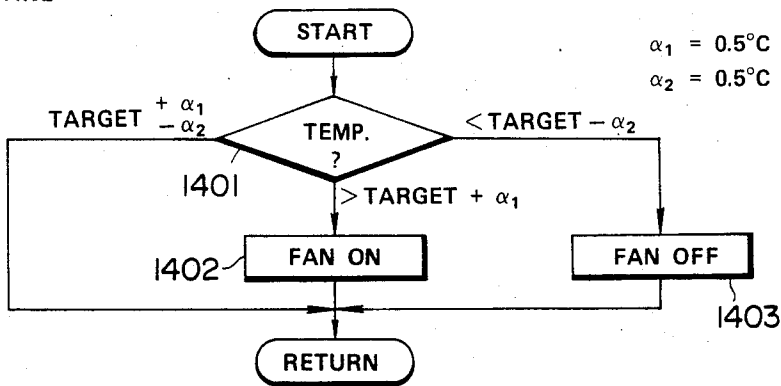 START
α₁ = 0.5°C
α₂ = 0.5°C
TARGET + α₁
− α₂
TEMP.
?
< TARGET − α₂
1401
> TARGET + α₁
1402
FAN ON
FAN OFF
1403
RETURN